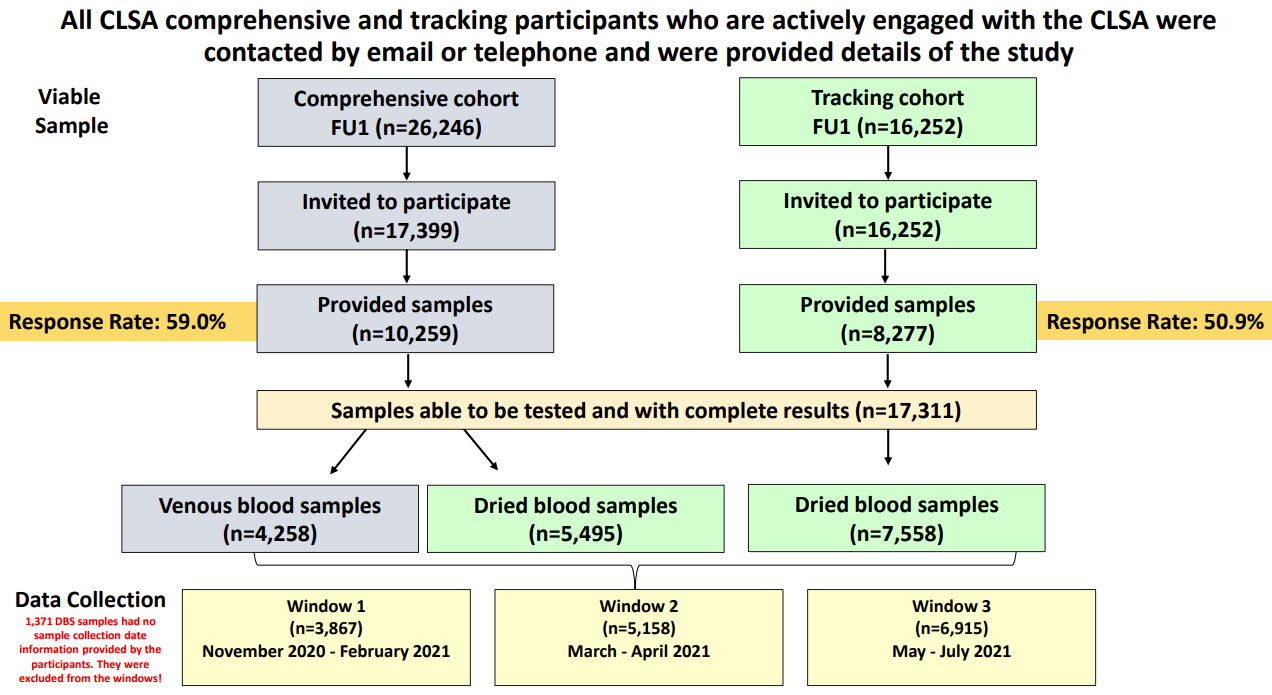 All CLSA comprehensive and tracking participants who are actively engaged with the CLSA were
contacted by email or telephone and were provided details of the study
Viable
Sample
Comprehensive cohort
FU1 (n=26,246)
Tracking cohort
FU1 (n=16,252)
Invited to participate
(n=17,399)
Invited to participate
(n=16,252)
Response Rate: 59.0%
Provided samples
(n=10,259)
Provided samples
(n=8,277)
Response Rate: 50.9%
Samples able to be tested and with complete results (n=17,311)
Venous blood samples
(n=4,258)
Dried blood samples
(n=5,495)
Dried blood samples
(n=7,558)
Data Collection
1,371 DBS samples had no
sample collection date
information provided by the
participants. They were
excluded from the windows!
Window 1
(n=3,867)
November 2020 - February 2021
Window 2
(n=5,158)
March - April 2021
Window 3
(n=6,915)
May - July 2021